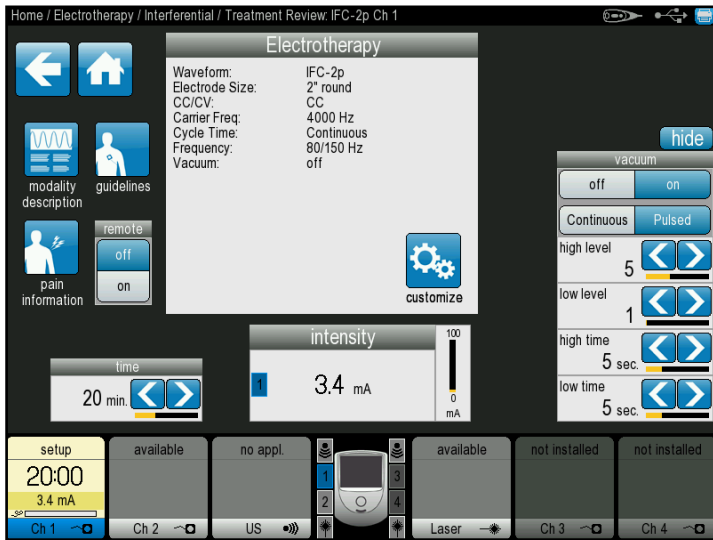 Home / Electrotherapy / Interferential / Treatment Review: IFC-2p Ch 1
Electrotherapy
Waveform: IFC-2p
Electrode Size: 2" round
CC/CV: CC
Carrier Freq: 4000 Hz
Cycle Time: Continuous
Frequency: 80/150 Hz
Vacuum: off
modality description
guidelines
pain information
remote
off
on
customize
hide
vacuum
off on
Continuous Pulsed
high level
5
low level
1
high time
5 sec.
low time
5 sec.
time
20 min.
intensity
1 3.4 mA
100
0
mA
setup
20:00
3.4 mA
Ch 1
available
Ch 2
no appl.
US
1
2
3
4
available
Laser
not installed
Ch 3
not installed
Ch 4